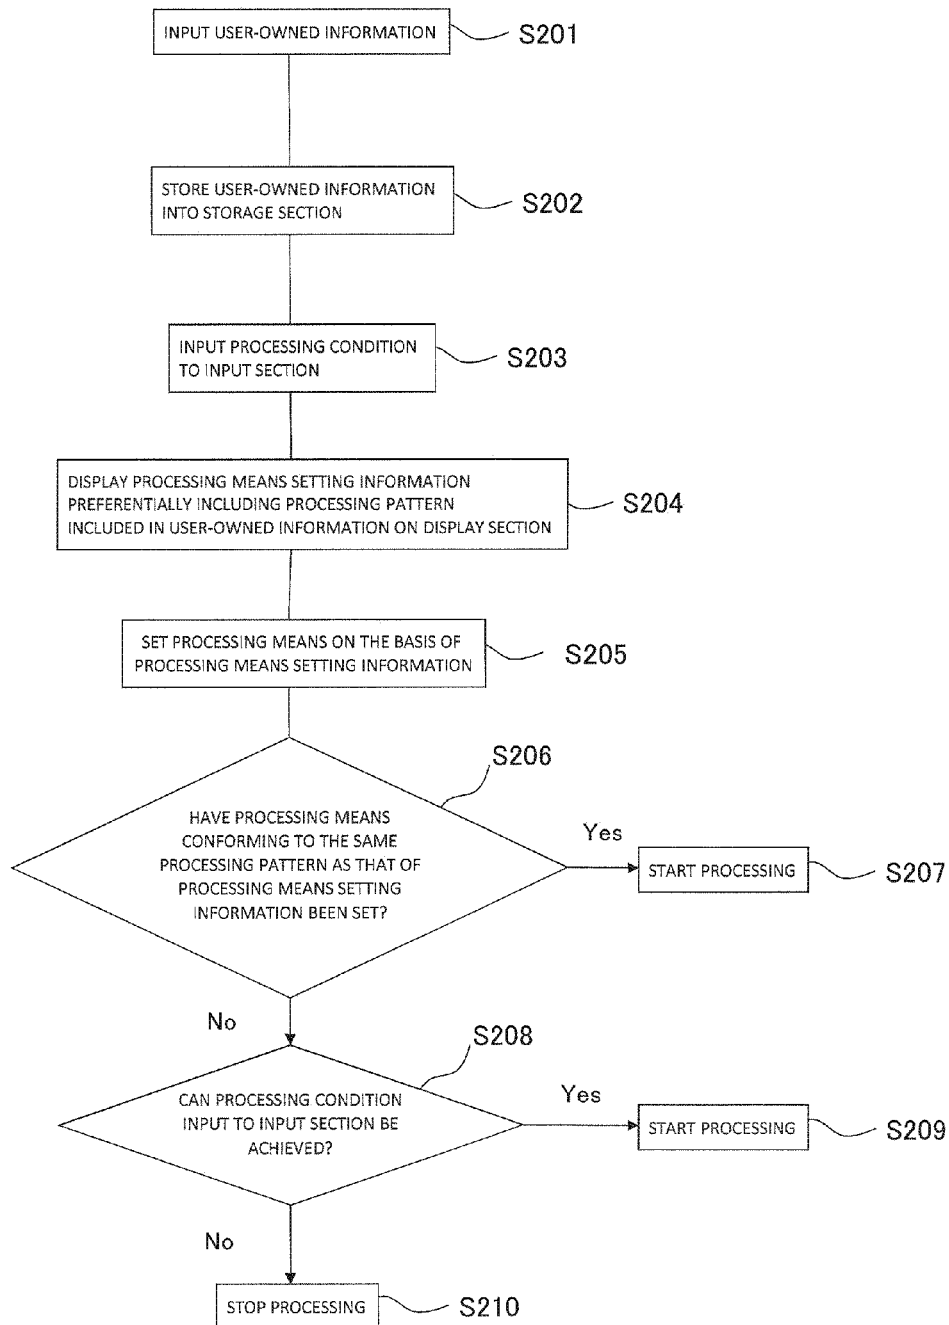 INPUT USER-OWNED INFORMATION
S201
STORE USER-OWNED INFORMATION
INTO STORAGE SECTION
S202
INPUT PROCESSING CONDITION
TO INPUT SECTION
S203
DISPLAY PROCESSING MEANS SETTING INFORMATION
PREFERENTIALLY INCLUDING PROCESSING PATTERN
INCLUDED IN USER-OWNED INFORMATION ON DISPLAY SECTION
S204
SET PROCESSING MEANS ON THE BASIS OF
PROCESSING MEANS SETTING INFORMATION
S205
S206
HAVE PROCESSING MEANS
CONFORMING TO THE SAME
PROCESSING PATTERN AS THAT OF
PROCESSING MEANS SETTING
INFORMATION BEEN SET?
Yes
START PROCESSING
S207
No
S208
CAN PROCESSING CONDITION
INPUT TO INPUT SECTION BE
ACHIEVED?
Yes
START PROCESSING
S209
No
STOP PROCESSING
S210